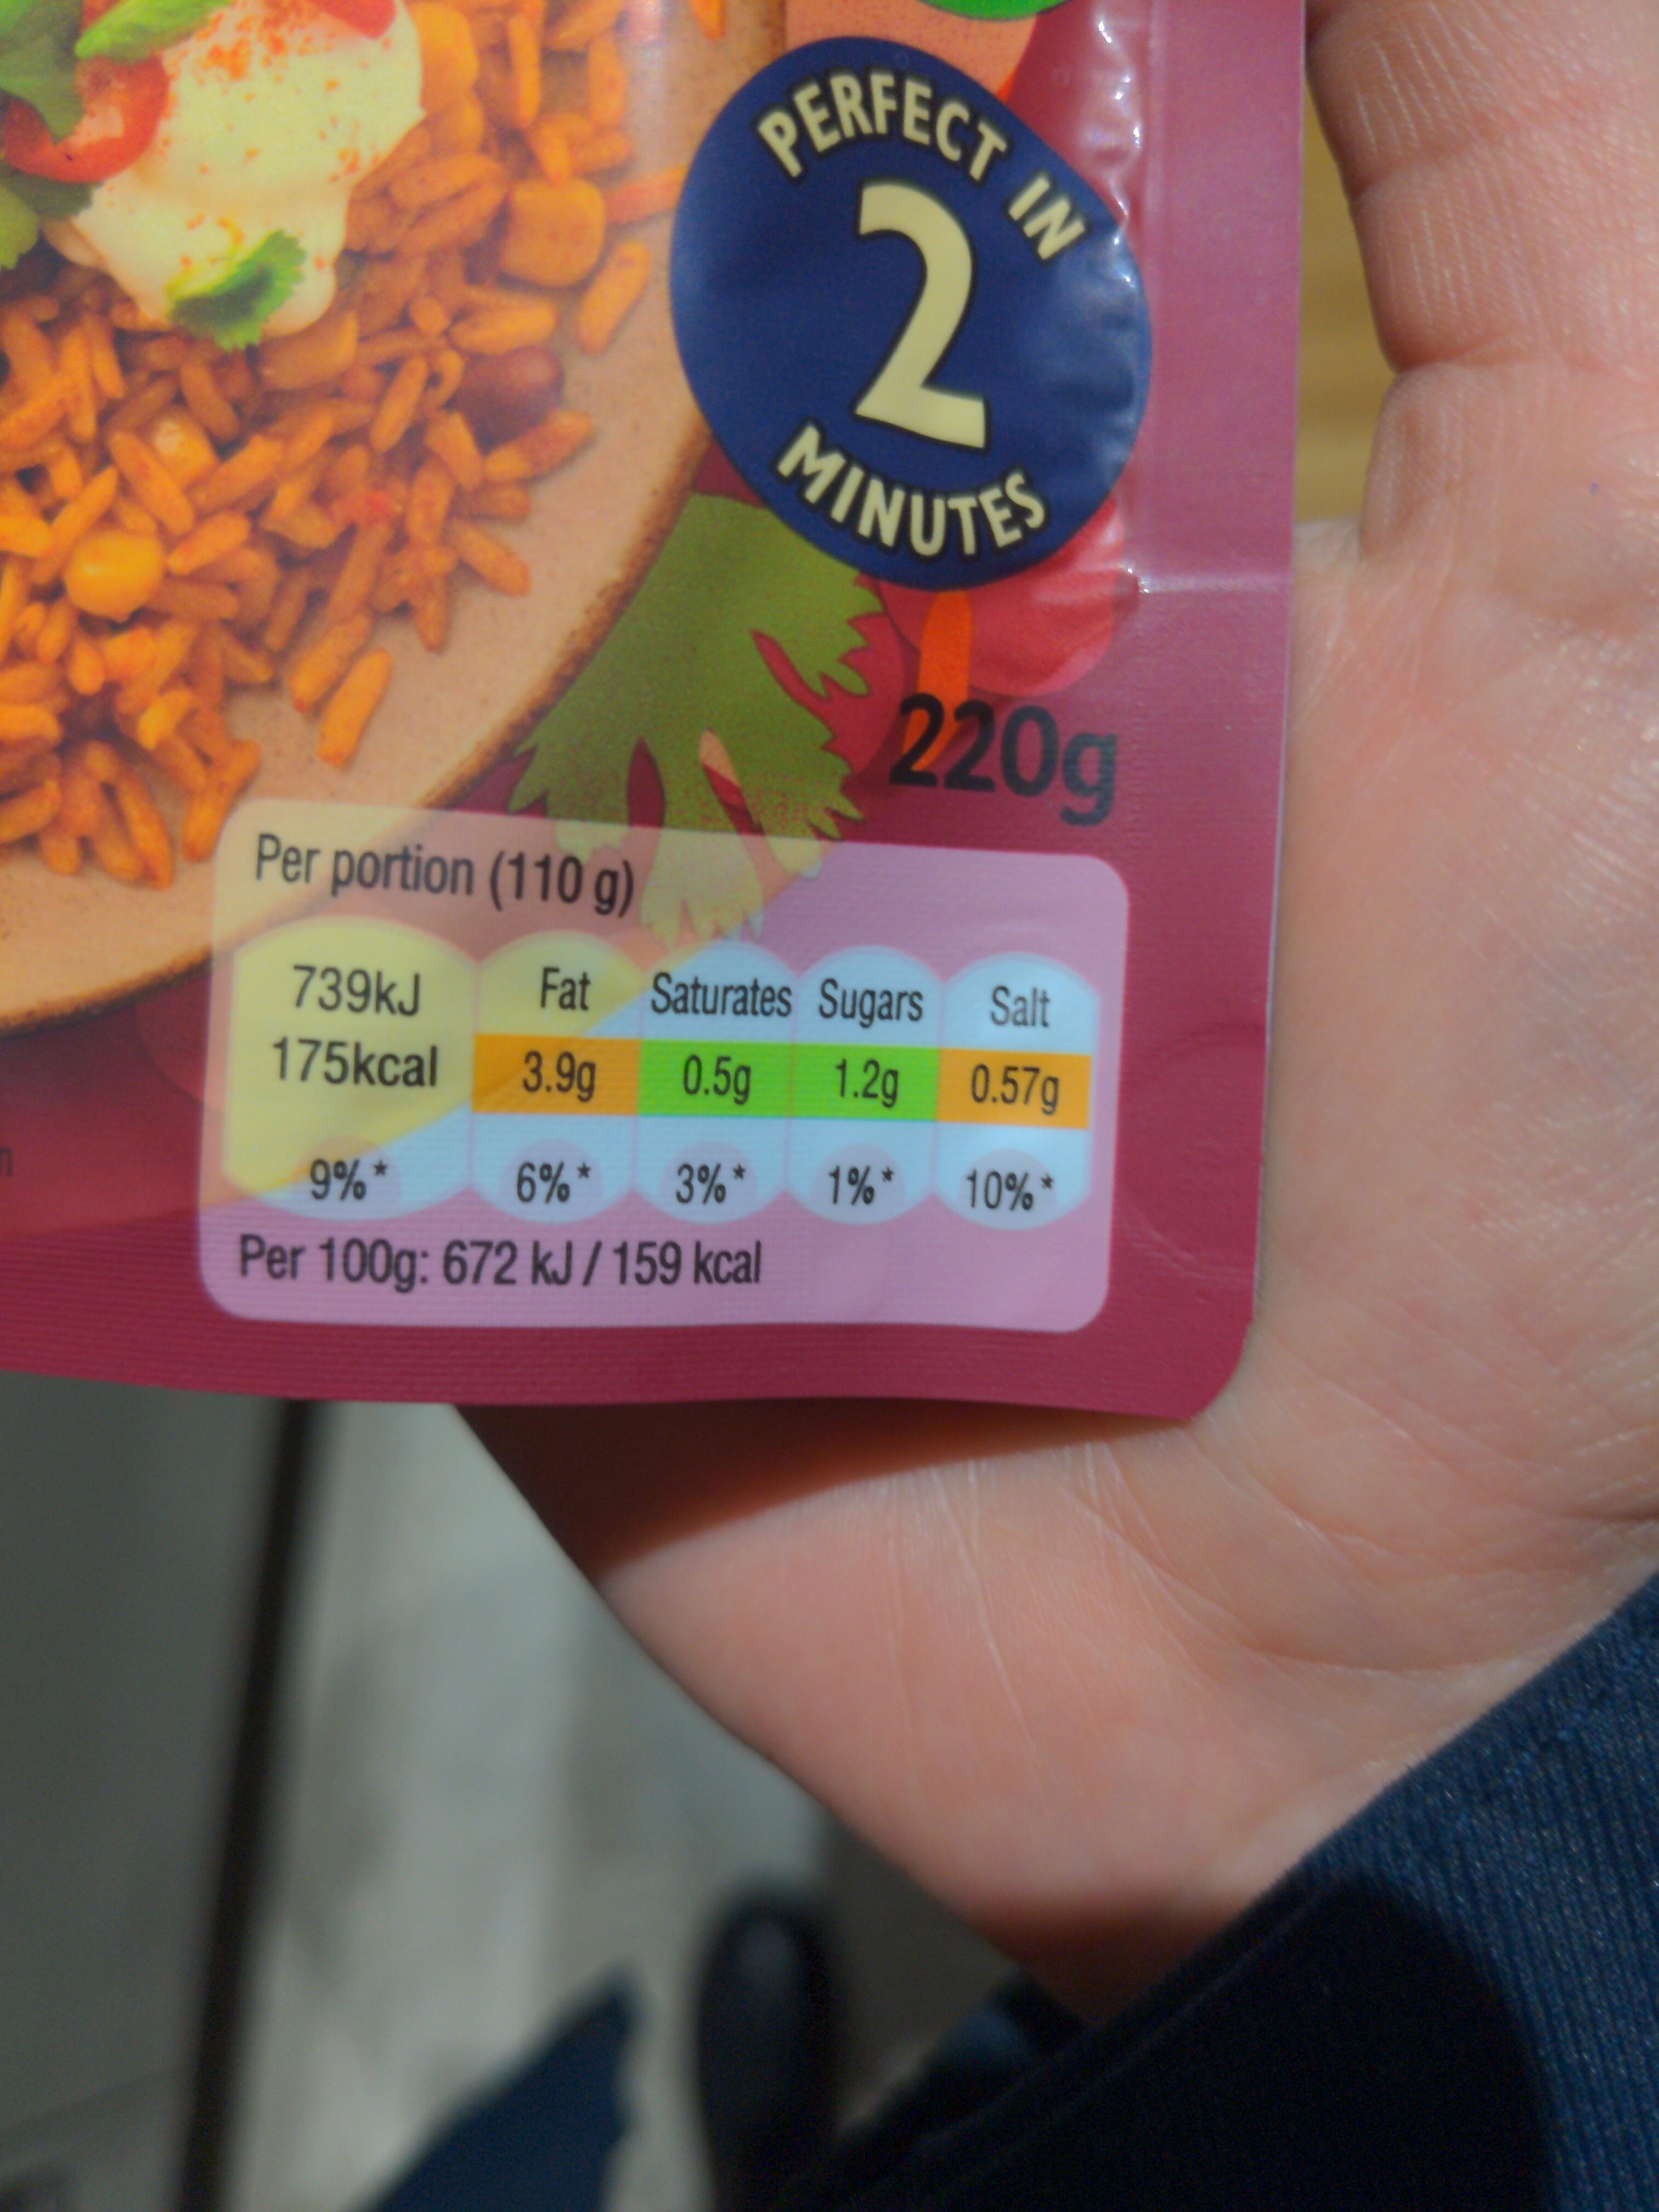 PERFECT IN
2
MINUTES
220g
Per portion (110 g)
739kJ
175kcal
9%*
Fat
3.9g
6%*
Saturates
0.5g
3%*
Sugars
1.2g
1%*
Salt
0.57g
10%*
Per 100g: 672 kJ / 159 kcal